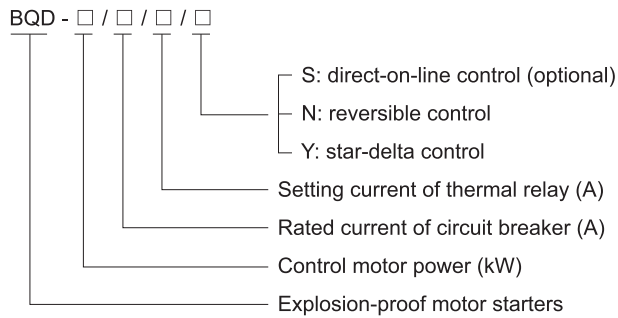 BQD - □ / □ / □ / □
S: direct-on-line control (optional)
N: reversible control
Y: star-delta control
Setting current of thermal relay (A)
Rated current of circuit breaker (A)
Control motor power (kW)
Explosion-proof motor starters